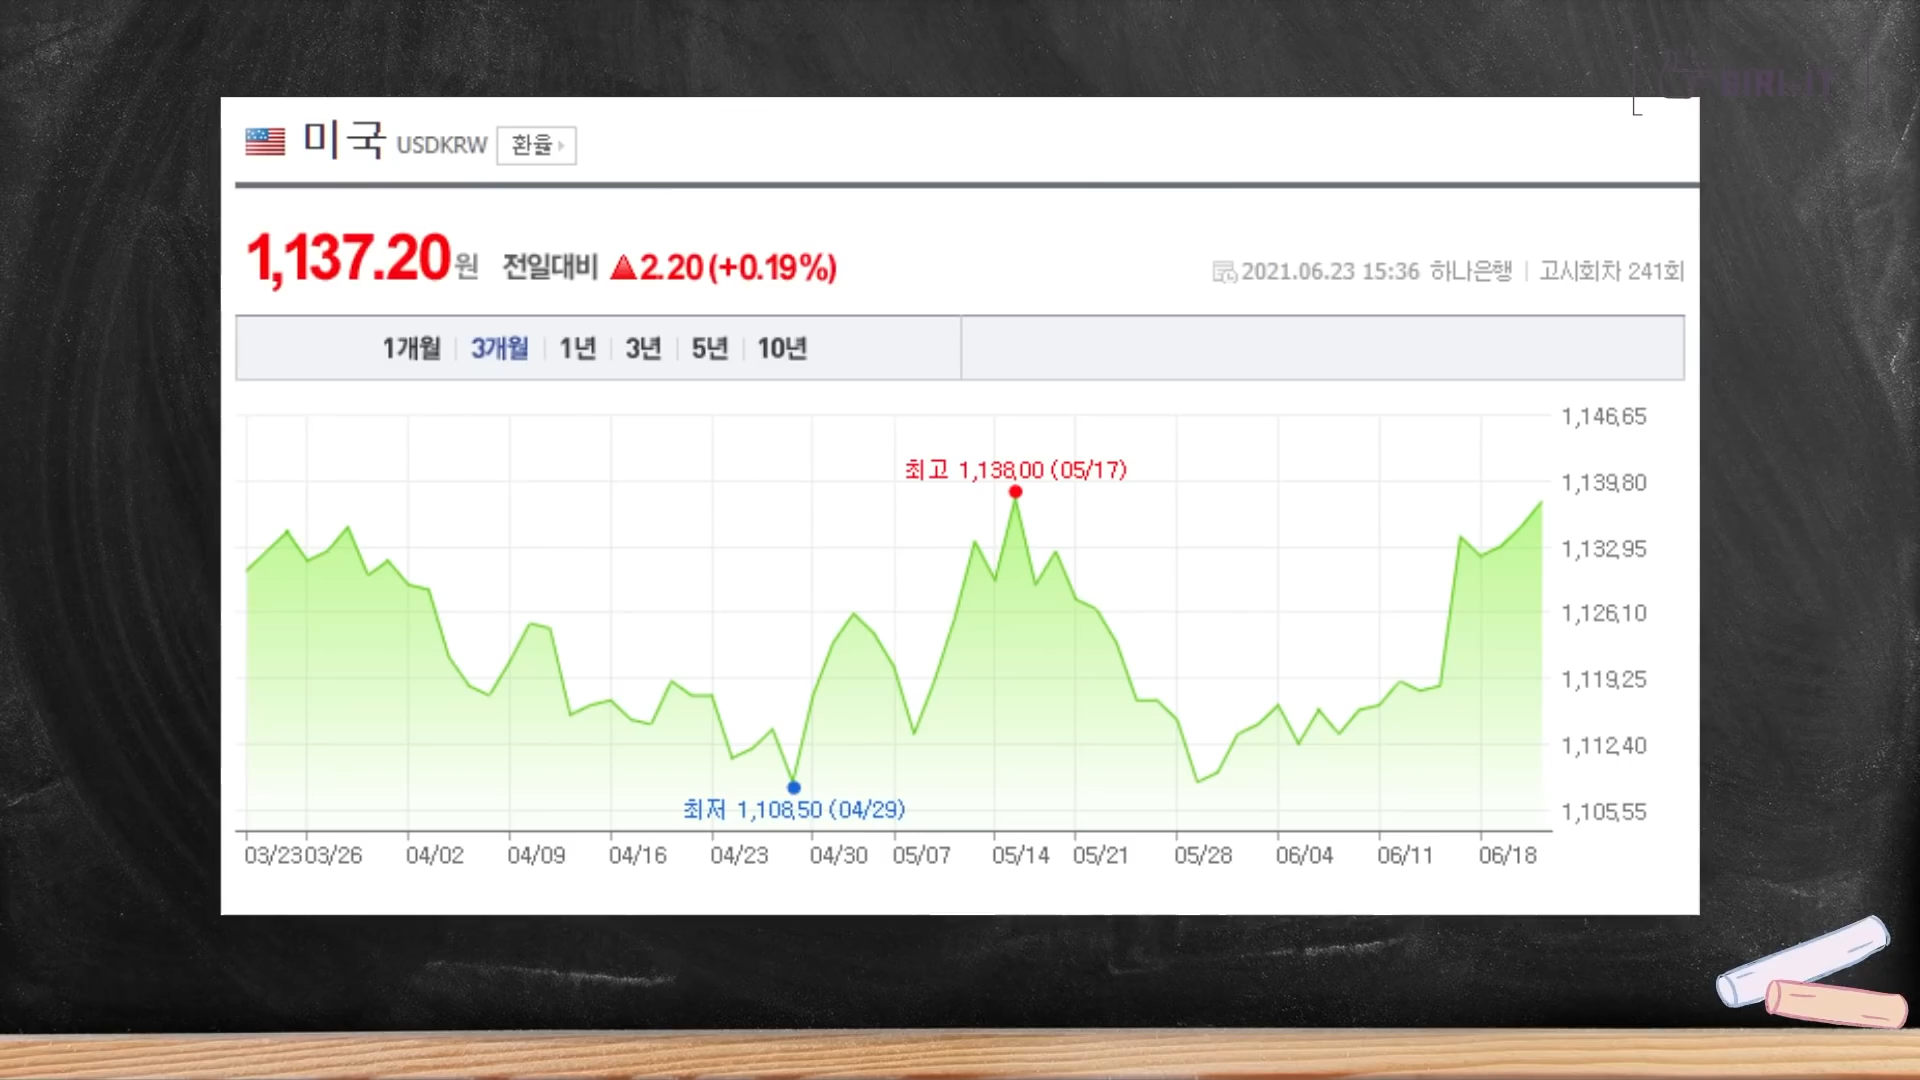 미국 USDKRW 환율
1,137.20원 전일대비 ▲2.20 (+0.19%)
2021.06.23 15:36 하나은행 | 고시회차 241회
1개월 | 3개월 | 1년 | 3년 | 5년 | 10년
1,146.65
최고 1,138.00 (05/17)
1,139.80
1,132.95
1,126.10
1,119.25
1,112.40
최저 1,108.50 (04/29)
1,105.55
03/23 03/26 04/02 04/09 04/16 04/23 04/30 05/07 05/14 05/21 05/28 06/04 06/11 06/18